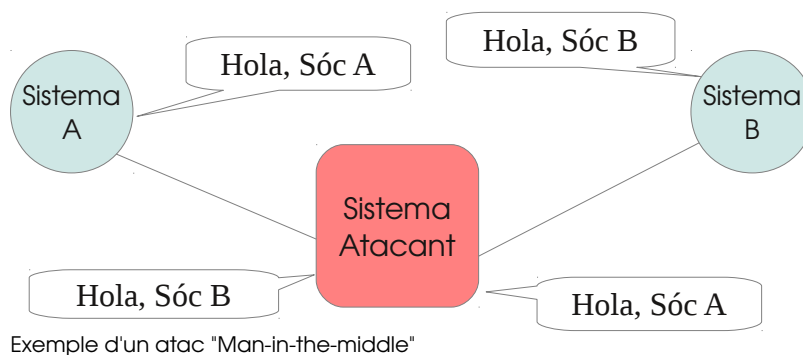 Hola, Sóc A
Hola, Sóc B
Sistema
A
Sistema
B
Sistema
Atacant
Hola, Sóc B
Hola, Sóc A
Exemple d'un atac "Man-in-the-middle"